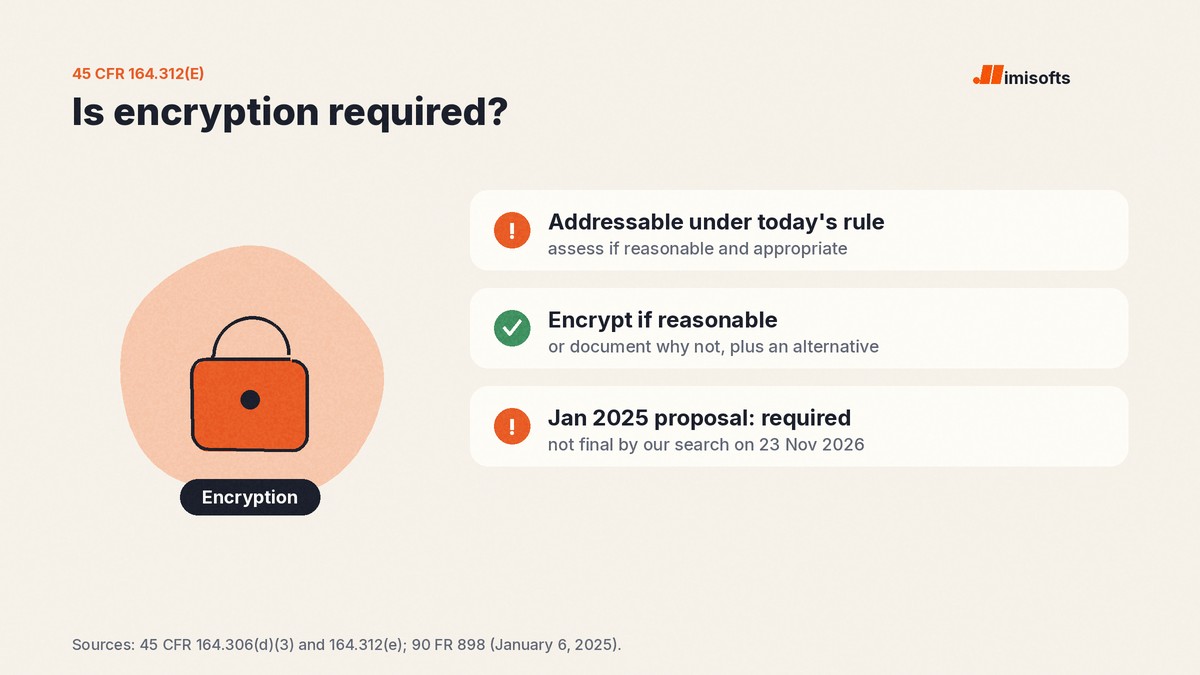 45 CFR 164.312(E)
imisofts
Is encryption required?
Addressable under today's rule
assess if reasonable and appropriate
Encrypt if reasonable
or document why not, plus an alternative
Jan 2025 proposal: required
not final by our search on 23 Nov 2026
Encryption
Sources: 45 CFR 164.306(d)(3) and 164.312(e); 90 FR 898 (January 6, 2025).